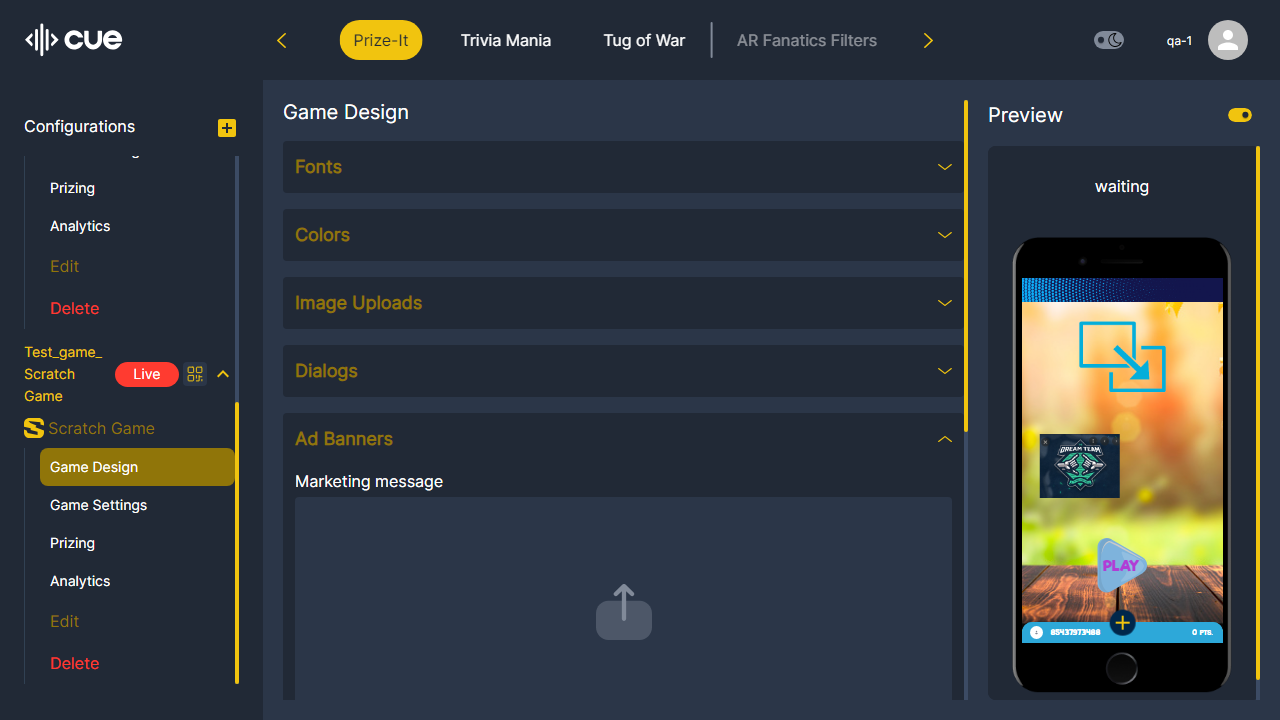 cue
Prize-It
Trivia Mania
Tug of War
AR Fanatics Filters
qa-1
Configurations
Prizing
Analytics
Edit
Delete
Test_game_
Scratch
Game
Live
Scratch Game
Game Design
Game Settings
Prizing
Analytics
Edit
Delete
Game Design
Fonts
Colors
Image Uploads
Dialogs
Ad Banners
Marketing message
Preview
waiting
DREAM TEAM
PLAY
0 PTS.